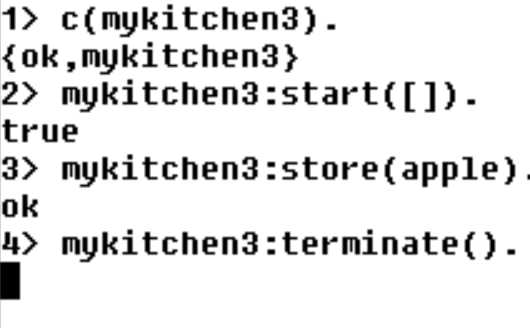 1> c(mykitchen3).
{ok,mykitchen3}
2> mykitchen3:start([]).
true
3> mykitchen3:store(apple).
ok
4> mykitchen3:terminate().